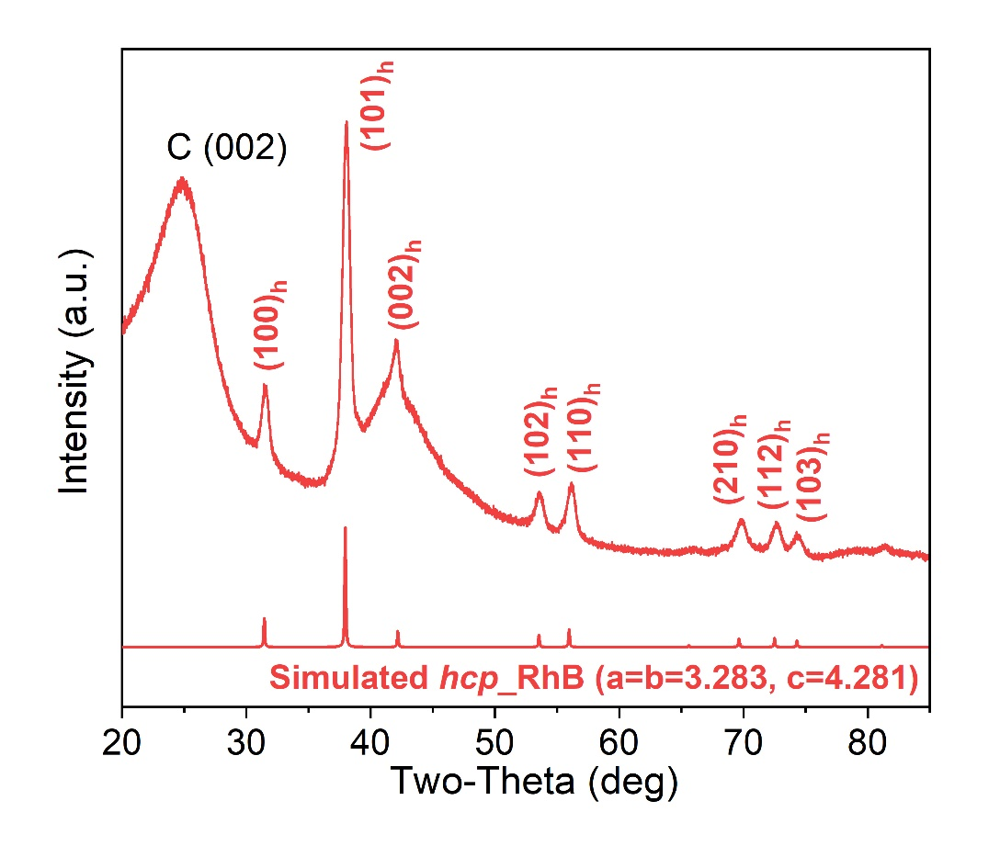 C (002)
(100)h
(101)h
(002)h
(102)h
(110)h
(210)h
(112)h
(103)h
Intensity (a.u.)
Simulated hcp_RhB (a=b=3.283, c=4.281)
20 30 40 50 60 70 80
Two-Theta (deg)